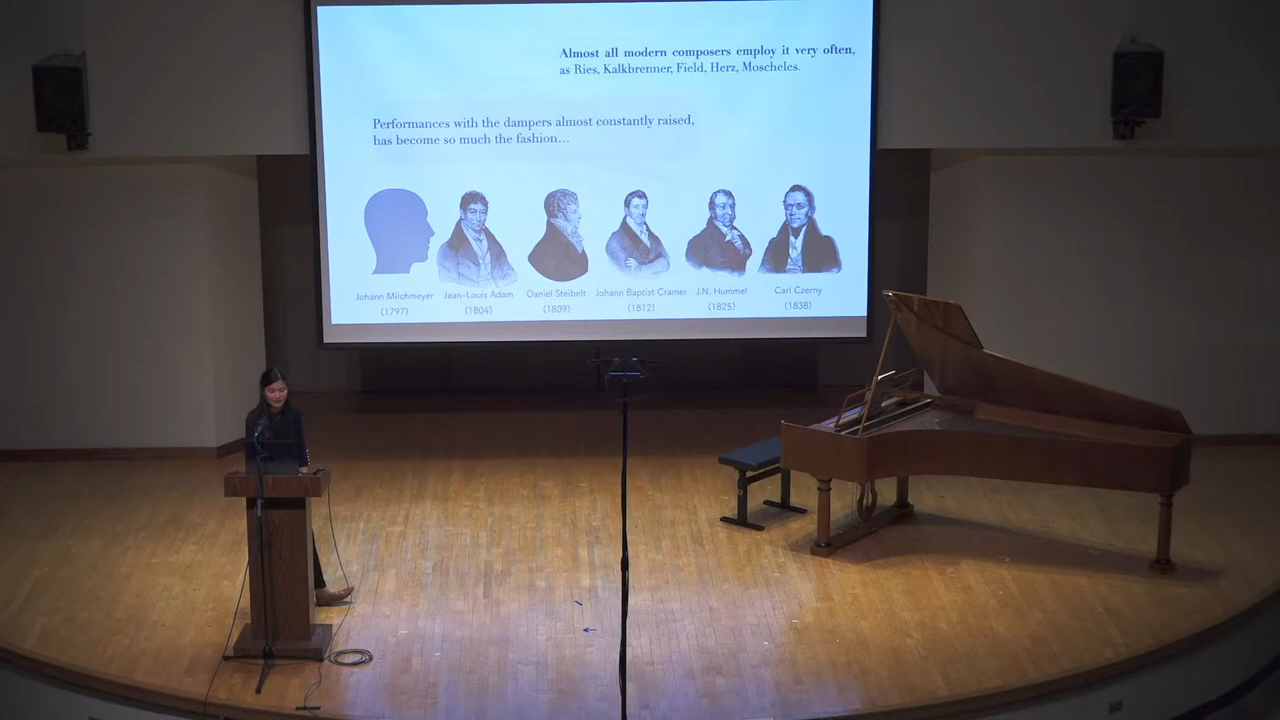 Almost all modern composers employ it very often,
as Ries, Kalkbrenner, Field, Herz, Moscheles.
Performances with the dampers almost constantly raised,
has become so much the fashion…
Johann Milchmeyer
(1797)
Jean-Louis Adam
(1804)
Daniel Steibelt
(1809)
Johann Baptist Cramer
(1812)
J.N. Hummel
(1825)
Carl Czerny
(1838)